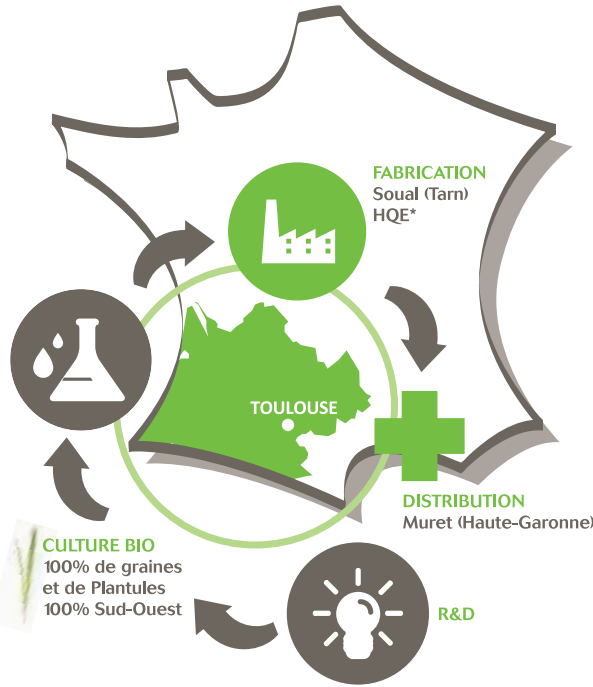 FABRICATION
Soual (Tarn)
HQE*
TOULOUSE
DISTRIBUTION
Muret (Haute-Garonne)
CULTURE BIO
100% de graines
et de Plantules
100% Sud-Ouest
R&D